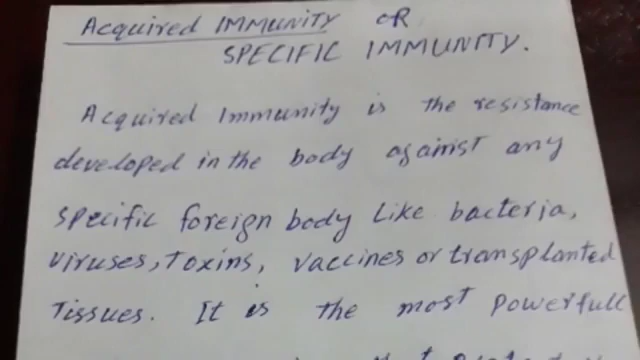 Acquired IMMUNITY OR
SPECIFIC IMMUNITY.
Acquired Immunity is the resistance
developed in the body against any
specific foreign body like bacteria,
viruses, Toxins, vaccines or transplanted
Tissues. It is the most powerfull